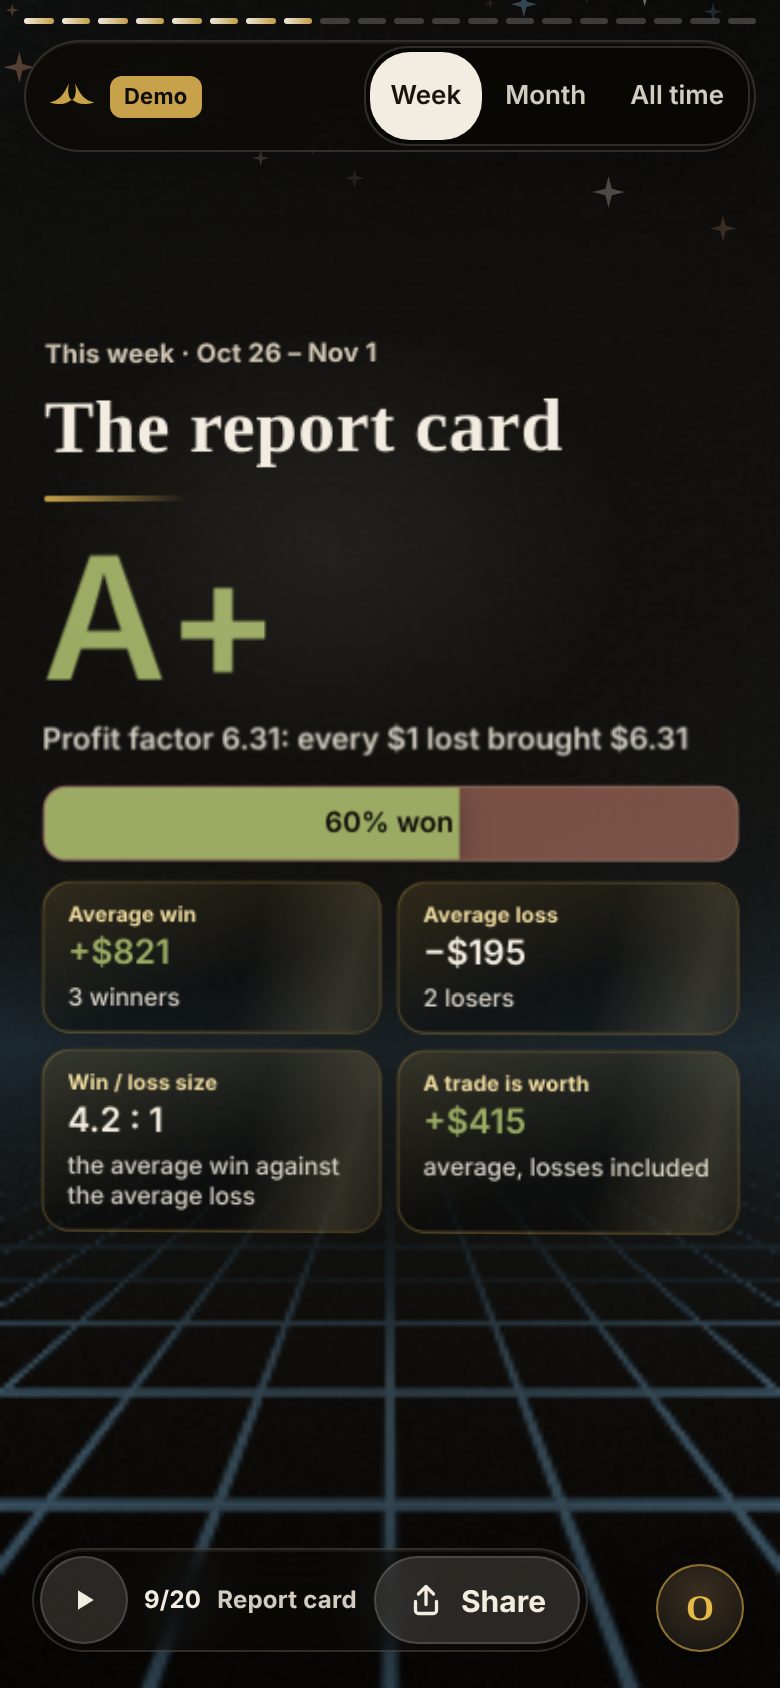 Demo
Week
Month
All time
This week · Oct 26 – Nov 1
The report card
A+
Profit factor 6.31: every $1 lost brought $6.31
60% won
Average win
+$821
3 winners
Average loss
−$195
2 losers
Win / loss size
4.2 : 1
the average win against
the average loss
A trade is worth
+$415
average, losses included
9/20 Report card
Share
O